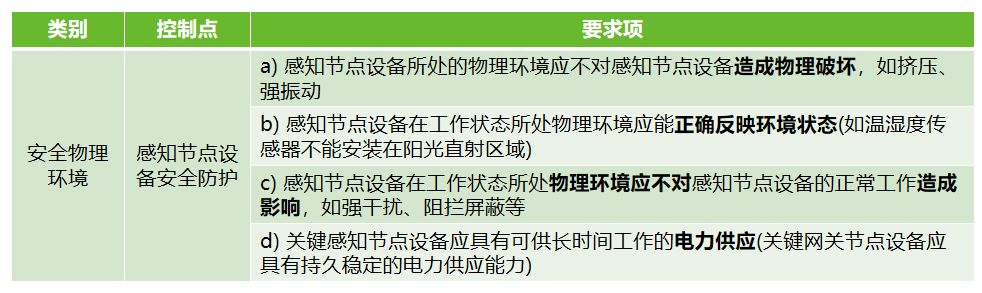 类别 控制点 要求项
安全物理
环境
感知节点设
备安全防护
a) 感知节点设备所处的物理环境应不对感知节点设备造成物理破坏，如挤压、
强振动
b) 感知节点设备在工作状态所处物理环境应能正确反映环境状态(如温湿度传
感器不能安装在阳光直射区域)
c) 感知节点设备在工作状态所处物理环境应不对感知节点设备的正常工作造成
影响，如强干扰、阻拦屏蔽等
d) 关键感知节点设备应具有可供长时间工作的电力供应(关键网关节点设备应
具有持久稳定的电力供应能力)